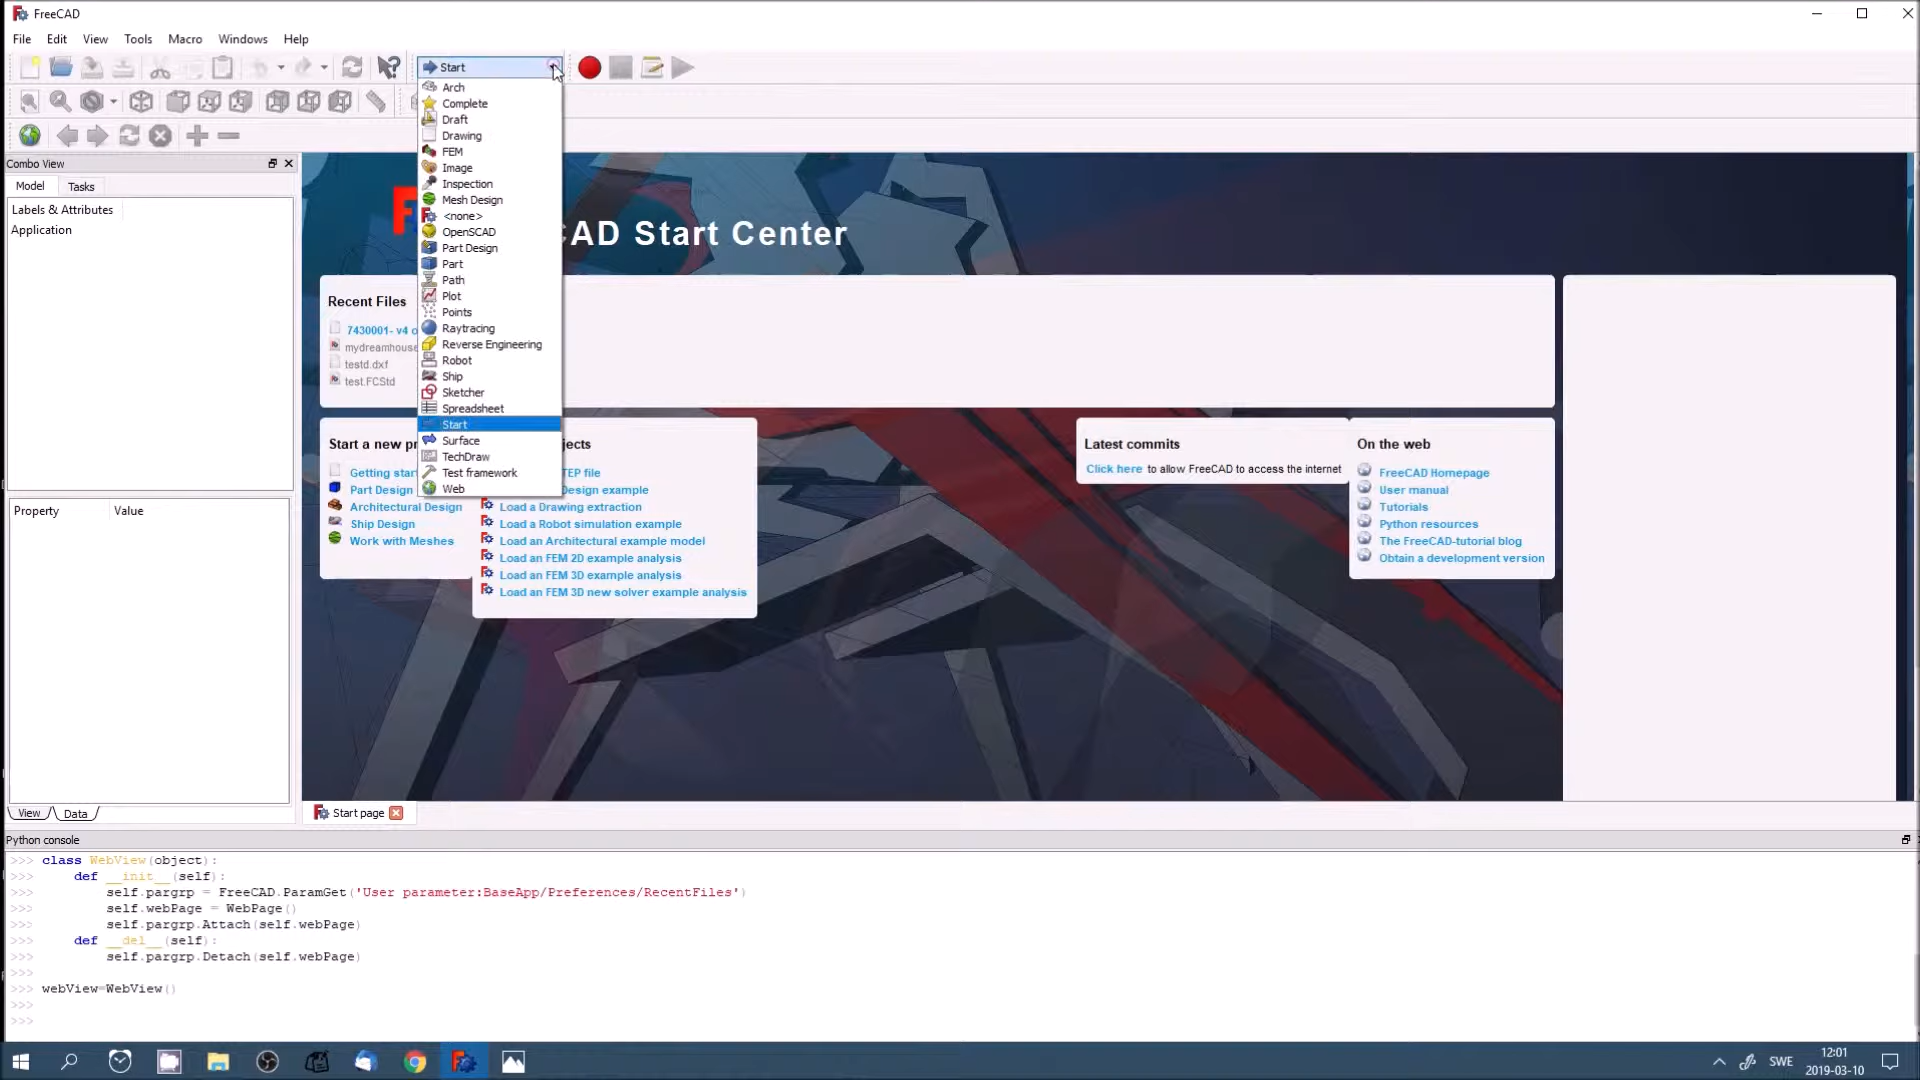 FreeCAD
File Edit View Tools Macro Windows Help
Start
Arch
Complete
Draft
Drawing
FEM
Image
Inspection
Mesh Design
<none>
OpenSCAD
Part Design
Part
Path
Plot
Points
Raytracing
Reverse Engineering
Robot
Ship
Sketcher
Spreadsheet
Start
Surface
TechDraw
Test framework
Web
Combo View
Model Tasks
Labels & Attributes
Application
Property Value
View Data
F CAD Start Center
Recent Files
7430001- v4 o
mydreamhouse
testd.dxf
test.FCStd
Start a new pr
Getting start
Part Design
Architectural Design
Ship Design
Work with Meshes
jects
TEP file
Design example
Load a Drawing extraction
Load a Robot simulation example
Load an Architectural example model
Load an FEM 2D example analysis
Load an FEM 3D example analysis
Load an FEM 3D new solver example analysis
Latest commits
Click here to allow FreeCAD to access the internet
On the web
FreeCAD Homepage
User manual
Tutorials
Python resources
The FreeCAD-tutorial blog
Obtain a development version
Start page
Python console
>>> class WebView(object):
>>>     def __init__(self):
>>>         self.pargrp = FreeCAD.ParamGet('User parameter:BaseApp/Preferences/RecentFiles')
>>>         self.webPage = WebPage()
>>>         self.pargrp.Attach(self.webPage)
>>>     def __del__(self):
>>>         self.pargrp.Detach(self.webPage)
>>>
>>> webView=WebView()
>>>
>>>
SWE
12:01
2019-03-10